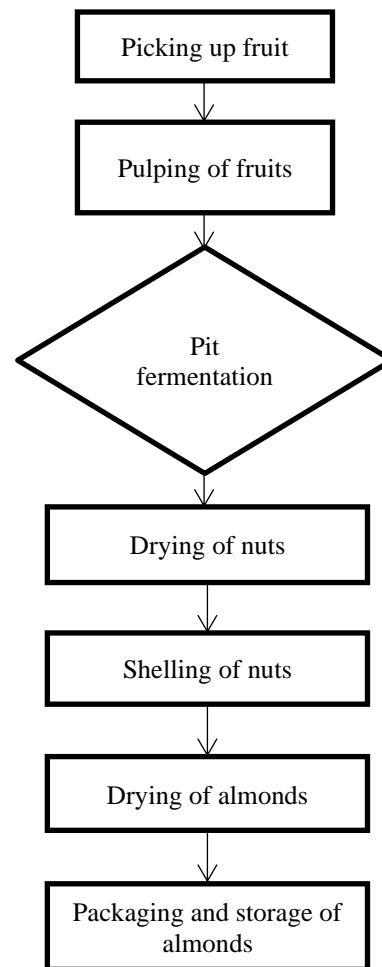 Picking up fruit
Pulping of fruits
Pit
fermentation
Drying of nuts
Shelling of nuts
Drying of almonds
Packaging and storage of
almonds